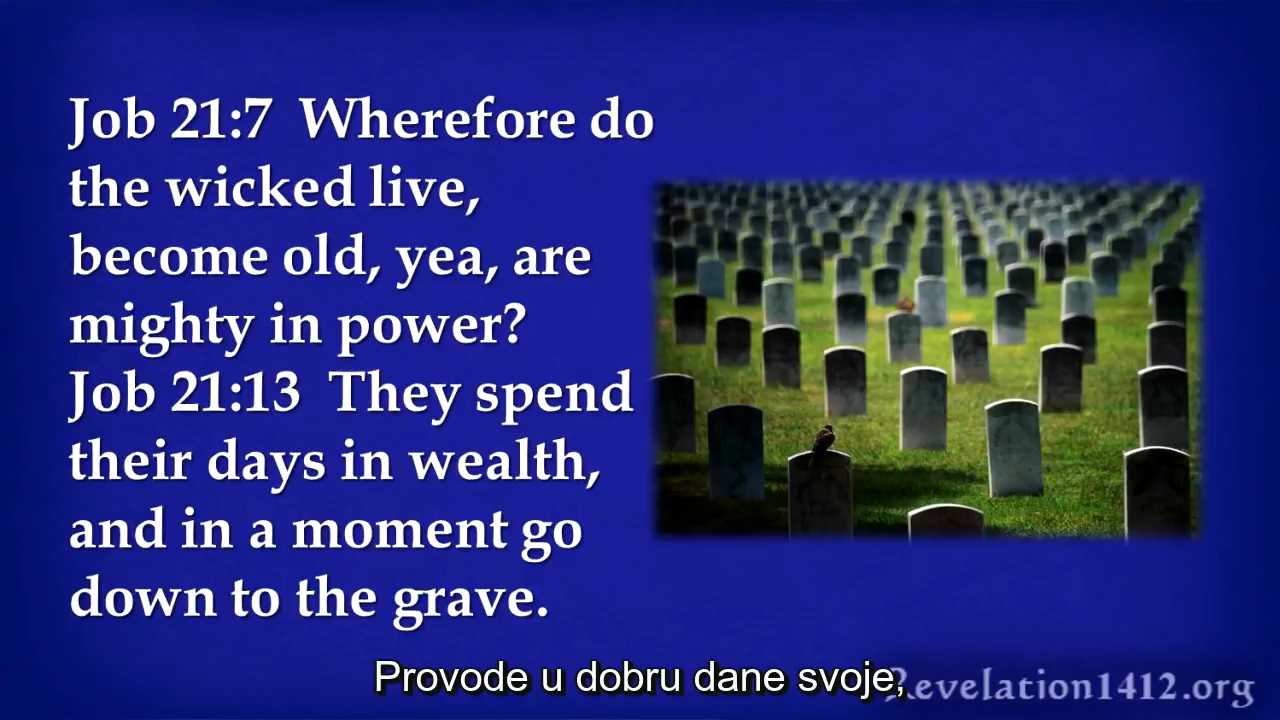 Job 21:7  Wherefore do
the wicked live,
become old, yea, are
mighty in power?
Job 21:13  They spend
their days in wealth,
and in a moment go
down to the grave.
Provode u dobru dane svoje,
Revelation1412.org